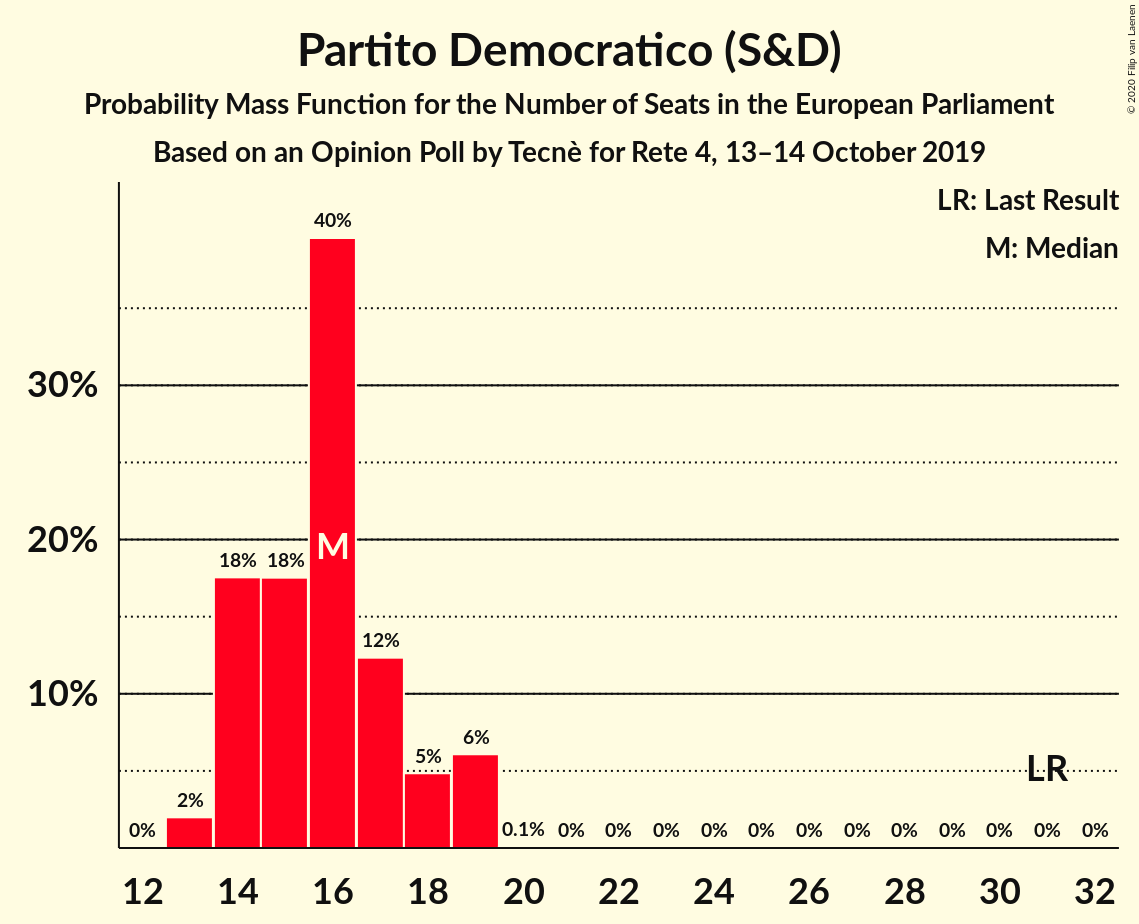 Partito Democratico (S&D)
Probability Mass Function for the Number of Seats in the European Parliament
Based on an Opinion Poll by Tecnè for Rete 4, 13–14 October 2019
© 2020 Filip van Laenen
LR: Last Result
M: Median
40%
30%
20%
M
18% 18%
12%
10%
6%
5%
LR
0% 2% 0.1% 0% 0% 0% 0% 0% 0% 0% 0% 0% 0% 0% 0%
12 14 16 18 20 22 24 26 28 30 32